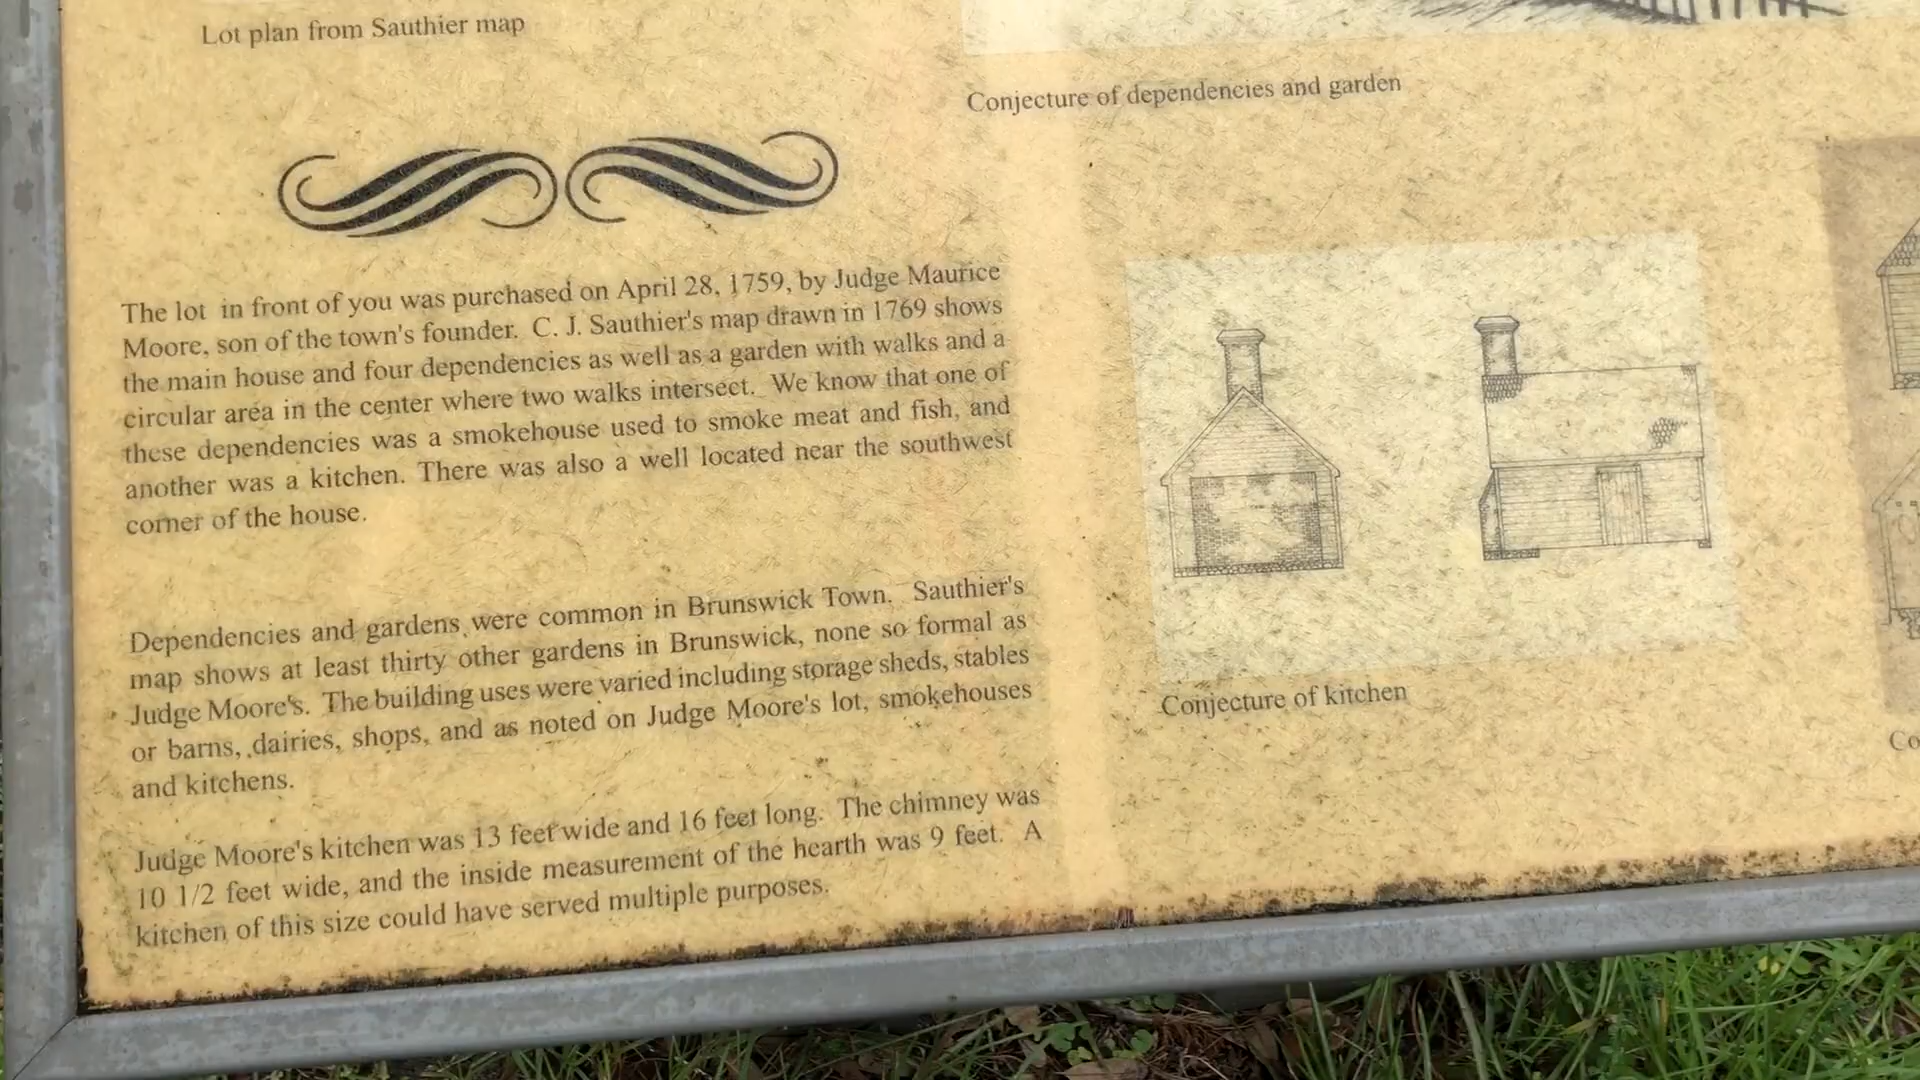 Lot plan from Sauthier map
Conjecture of dependencies and garden
The lot in front of you was purchased on April 28, 1759, by Judge Maurice
Moore, son of the town's founder. C. J. Sauthier's map drawn in 1769 shows
the main house and four dependencies as well as a garden with walks and a
circular area in the center where two walks intersect. We know that one of
these dependencies was a smokehouse used to smoke meat and fish, and
another was a kitchen. There was also a well located near the southwest
corner of the house.
Dependencies and gardens were common in Brunswick Town. Sauthier's
map shows at least thirty other gardens in Brunswick, none so formal as
Judge Moore's. The building uses were varied including storage sheds, stables
or barns, dairies, shops, and as noted on Judge Moore's lot, smokehouses
and kitchens.
Judge Moore's kitchen was 13 feet wide and 16 feet long. The chimney was
10 1/2 feet wide, and the inside measurement of the hearth was 9 feet. A
kitchen of this size could have served multiple purposes.
Conjecture of kitchen
Co